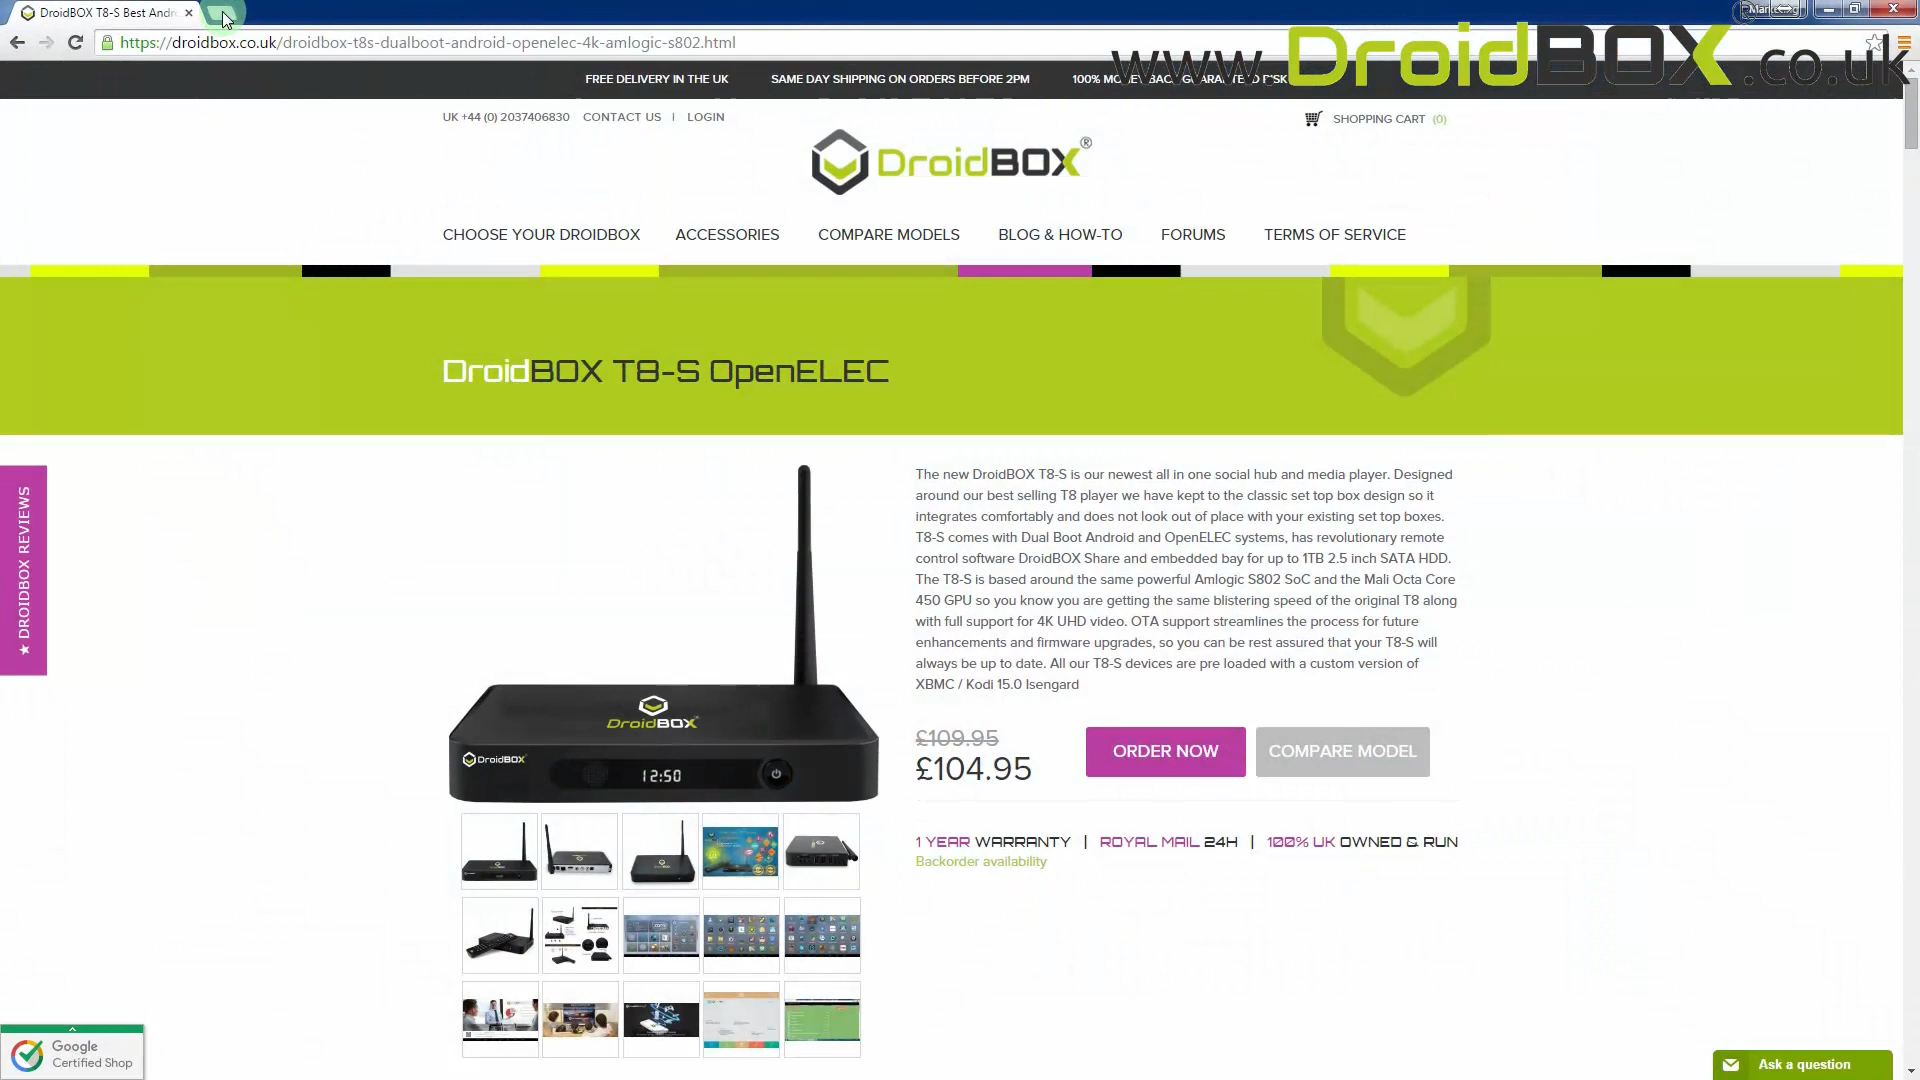 DroidBOX T8-S Best Andr
https://droidbox.co.uk/droidbox-t8s-dualboot-android-openelec-4k-amlogic-s802.html
www.DroidBOX.co.uk
FREE DELIVERY IN THE UK
SAME DAY SHIPPING ON ORDERS BEFORE 2PM
UK +44 (0) 2037406830 CONTACT US | LOGIN
SHOPPING CART (0)
DroidBOX®
CHOOSE YOUR DROIDBOX ACCESSORIES COMPARE MODELS BLOG & HOW-TO FORUMS TERMS OF SERVICE
DroidBOX T8-S OpenELEC
★ DROIDBOX REVIEWS
The new DroidBOX T8-S is our newest all in one social hub and media player. Designed
around our best selling T8 player we have kept to the classic set top box design so it
integrates comfortably and does not look out of place with your existing set top boxes.
T8-S comes with Dual Boot Android and OpenELEC systems, has revolutionary remote
control software DroidBOX Share and embedded bay for up to 1TB 2.5 inch SATA HDD.
The T8-S is based around the same powerful Amlogic S802 SoC and the Mali Octa Core
450 GPU so you know you are getting the same blistering speed of the original T8 along
with full support for 4K UHD video. OTA support streamlines the process for future
enhancements and firmware upgrades, so you can be rest assured that your T8-S will
always be up to date. All our T8-S devices are pre loaded with a custom version of
XBMC / Kodi 15.0 Isengard
DroidBOX
DroidBOX
12:50
£109.95
£104.95
ORDER NOW
COMPARE MODEL
1 YEAR WARRANTY | ROYAL MAIL 24H | 100% UK OWNED & RUN
Backorder availability
Google
Certified Shop
Ask a question